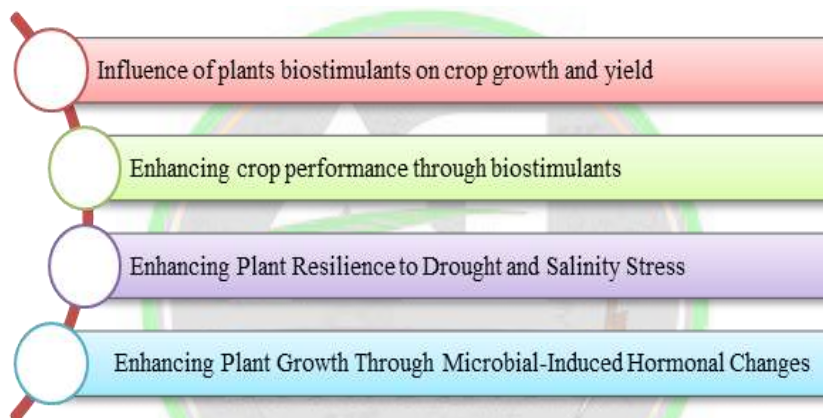 Influence of plants biostimulants on crop growth and yield
Enhancing crop performance through biostimulants
Enhancing Plant Resilience to Drought and Salinity Stress
Enhancing Plant Growth Through Microbial-Induced Hormonal Changes